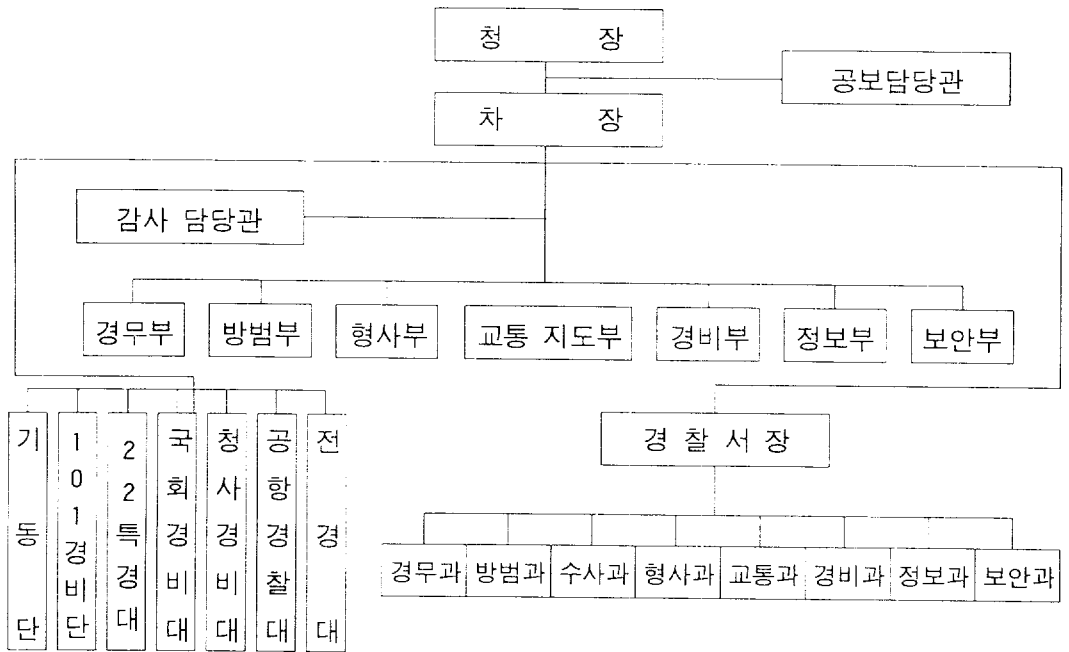 청 장
공보담당관
차 장
감사 담당관
경무부
방범부
형사부
교통 지도부
경비부
정보부
보안부
기동단
101경비단
22특경대
국회경비대
청사경비대
공항경찰대
전경대
경 찰 서 장
경무과
방범과
수사과
형사과
교통과
경비과
정보과
보안과